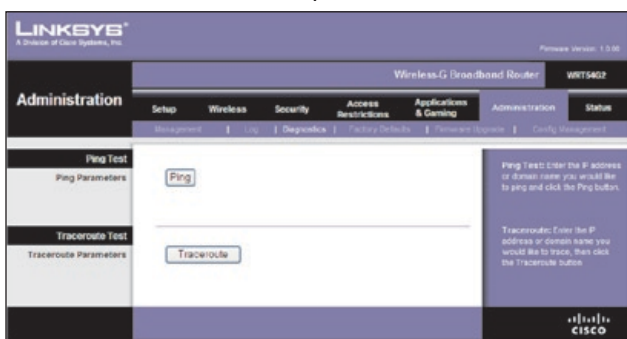 LINKSYS®
A Division of Cisco Systems, Inc.
Firmware Version: 1.0.00
Wireless-G Broadband Router WRT54G2
Administration
Setup Wireless Security Access Restrictions Applications & Gaming Administration Status
Management | Log | Diagnostics | Factory Defaults | Firmware Upgrade | Config Management
Ping Test
Ping Parameters
Ping
Ping Test: Enter the IP address
or domain name you would like
to ping and click the Ping button.
Traceroute Test
Traceroute Parameters
Traceroute
Traceroute: Enter the IP
address or domain name you
would like to trace, then click
the Traceroute button
CISCO